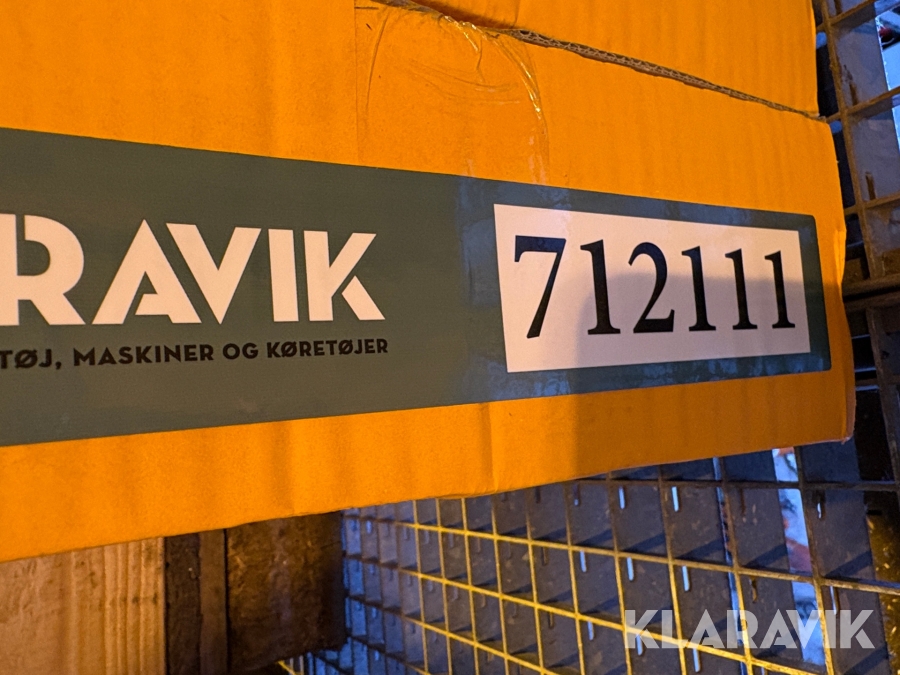 RAVIK
TØJ, MASKINER OG KØRETØJER
712111
KLARAVIK